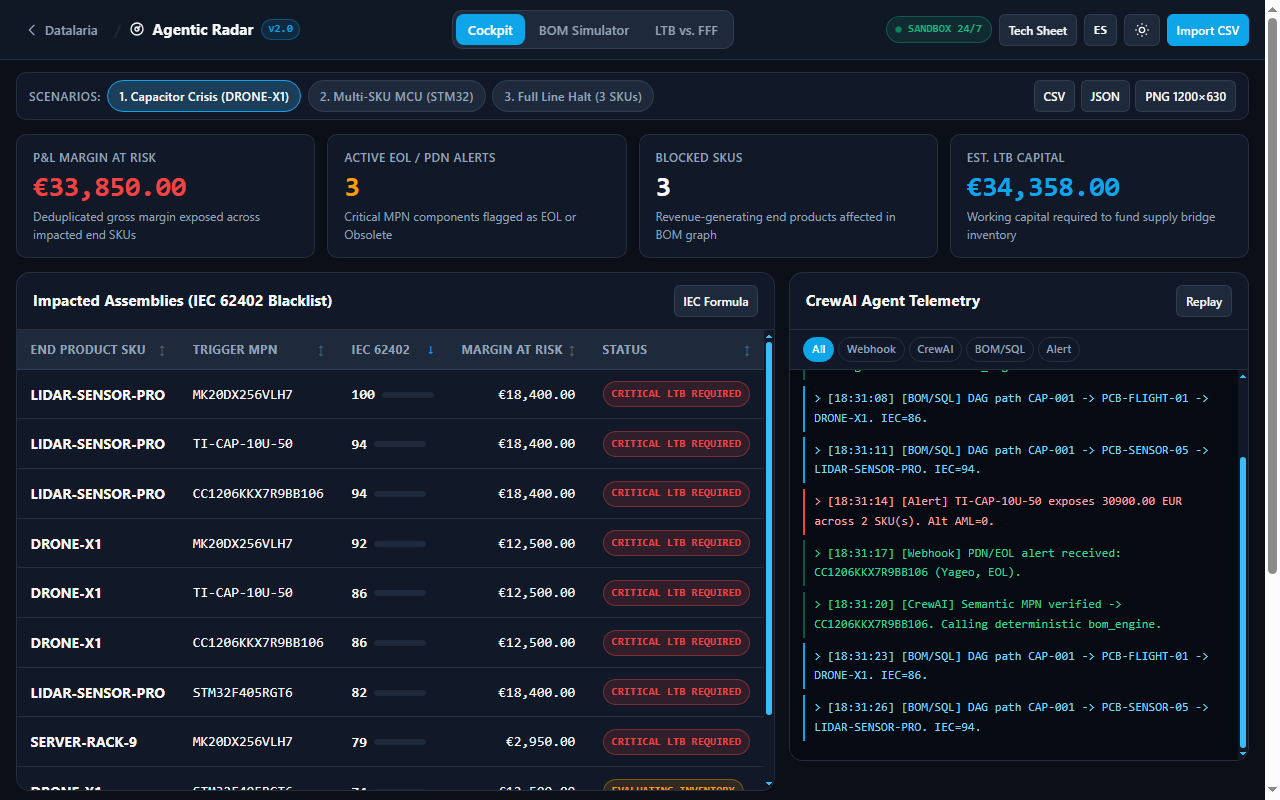 Datalaria / Agentic Radar v2.0
Cockpit BOM Simulator LTB vs. FFF
SANDBOX 24/7 Tech Sheet ES Import CSV
SCENARIOS: 1. Capacitor Crisis (DRONE-X1) 2. Multi-SKU MCU (STM32) 3. Full Line Halt (3 SKUs) CSV JSON PNG 1200×630
P&L MARGIN AT RISK
€33,850.00
Deduplicated gross margin exposed across
impacted end SKUs
ACTIVE EOL / PDN ALERTS
3
Critical MPN components flagged as EOL or
Obsolete
BLOCKED SKUS
3
Revenue-generating end products affected in
BOM graph
EST. LTB CAPITAL
€34,358.00
Working capital required to fund supply bridge
inventory
Impacted Assemblies (IEC 62402 Blacklist) IEC Formula
END PRODUCT SKU ↕ TRIGGER MPN ↕ IEC 62402 ↓ MARGIN AT RISK ↕ STATUS ↕
LIDAR-SENSOR-PRO MK20DX256VLH7 100 €18,400.00 CRITICAL LTB REQUIRED
LIDAR-SENSOR-PRO TI-CAP-10U-50 94 €18,400.00 CRITICAL LTB REQUIRED
LIDAR-SENSOR-PRO CC1206KKX7R9BB106 94 €18,400.00 CRITICAL LTB REQUIRED
DRONE-X1 MK20DX256VLH7 92 €12,500.00 CRITICAL LTB REQUIRED
DRONE-X1 TI-CAP-10U-50 86 €12,500.00 CRITICAL LTB REQUIRED
DRONE-X1 CC1206KKX7R9BB106 86 €12,500.00 CRITICAL LTB REQUIRED
LIDAR-SENSOR-PRO STM32F405RGT6 82 €18,400.00 CRITICAL LTB REQUIRED
SERVER-RACK-9 MK20DX256VLH7 79 €2,950.00 CRITICAL LTB REQUIRED
DRONE-X1 STM32F405RGT6 €12,500.00 EVALUATING INVENTORY
CrewAI Agent Telemetry Replay
All Webhook CrewAI BOM/SQL Alert
> [18:31:08] [BOM/SQL] DAG path CAP-001 -> PCB-FLIGHT-01 ->
DRONE-X1. IEC=86.
> [18:31:11] [BOM/SQL] DAG path CAP-001 -> PCB-SENSOR-05 ->
LIDAR-SENSOR-PRO. IEC=94.
> [18:31:14] [Alert] TI-CAP-10U-50 exposes 30900.00 EUR
across 2 SKU(s). Alt AML=0.
> [18:31:17] [Webhook] PDN/EOL alert received:
CC1206KKX7R9BB106 (Yageo, EOL).
> [18:31:20] [CrewAI] Semantic MPN verified ->
CC1206KKX7R9BB106. Calling deterministic bom_engine.
> [18:31:23] [BOM/SQL] DAG path CAP-001 -> PCB-FLIGHT-01 ->
DRONE-X1. IEC=86.
> [18:31:26] [BOM/SQL] DAG path CAP-001 -> PCB-SENSOR-05 ->
LIDAR-SENSOR-PRO. IEC=94.